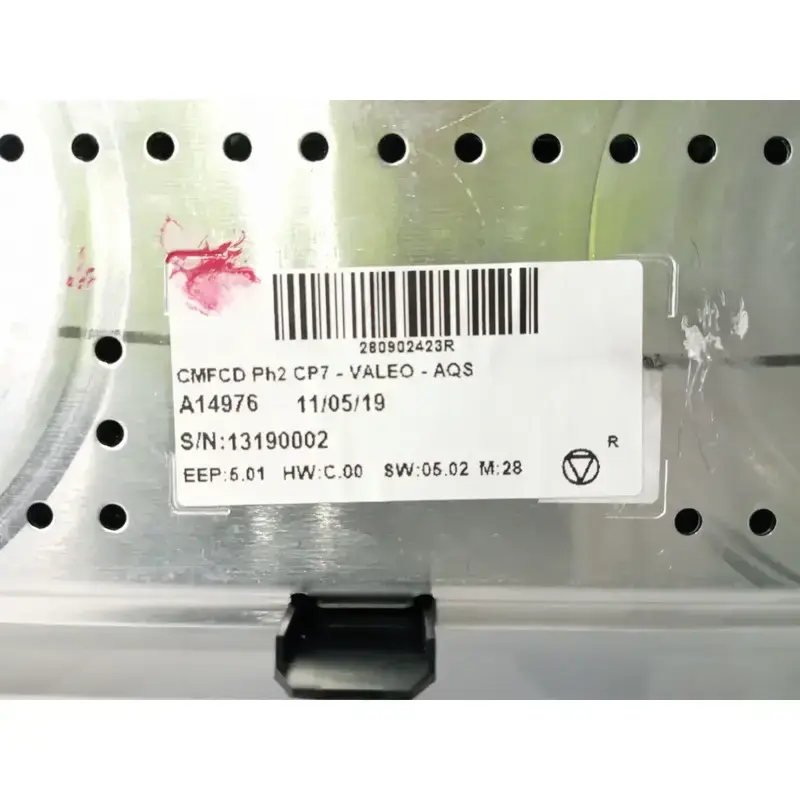 280902423R
CMFCD Ph2 CP7 - VALEO - AQS
A14976 11/05/19
S/N:13190002
R
EEP:5.01 HW:C.00 SW:05.02 M:28